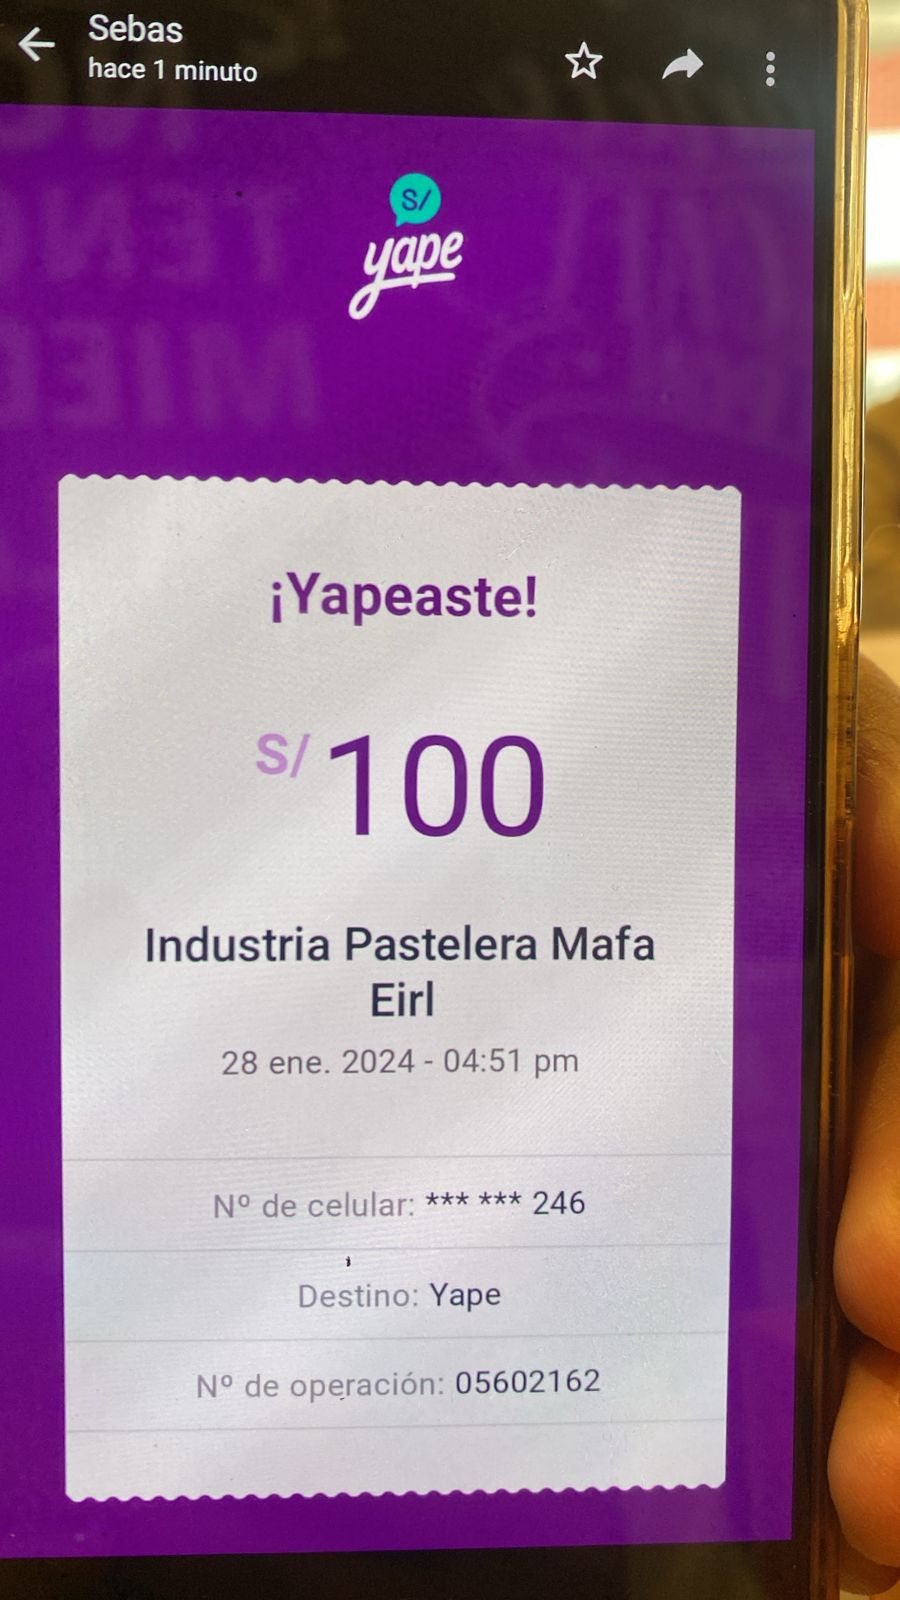 Sebas
hace 1 minuto
S/
yape
¡Yapeaste!
S/ 100
Industria Pastelera Mafa
Eirl
28 ene. 2024 - 04:51 pm
Nº de celular: *** *** 246
Destino: Yape
Nº de operación: 05602162